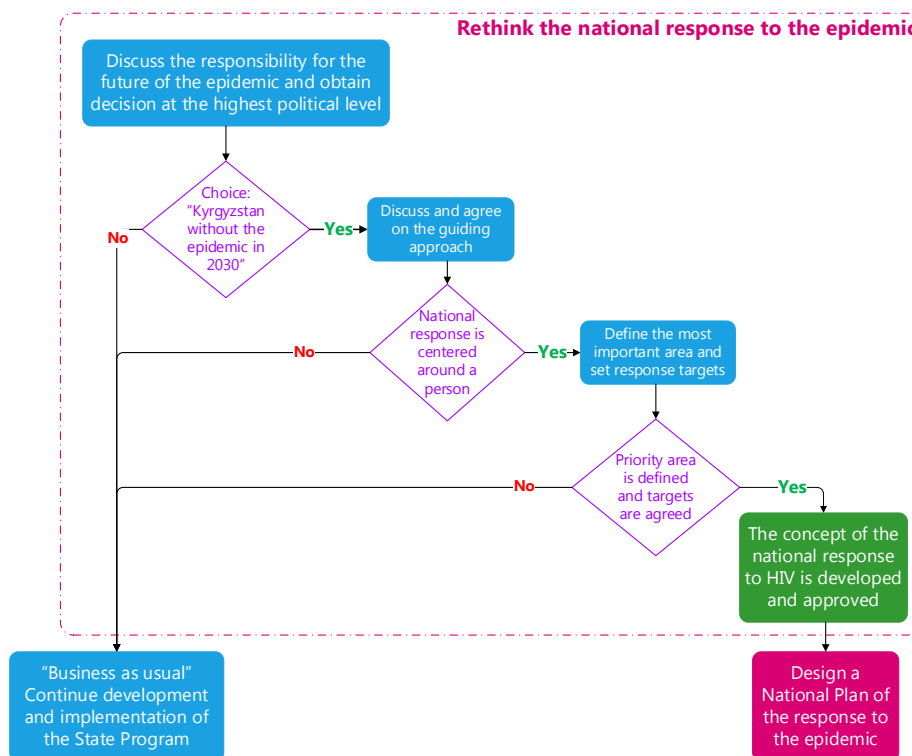 Rethink the national response to the epidemic
Discuss the responsibility for the
future of the epidemic and obtain
decision at the highest political level
Choice:
“Kyrgyzstan
without the
epidemic in
2030”
No
Yes
Discuss and agree
on the guiding
approach
National
response is
centered
around a
person
No
Yes
Define the most
important area and
set response targets
Priority area
is defined
and targets
are agreed
No
Yes
The concept of the
national response
to HIV is developed
and approved
“Business as usual”
Continue development
and implementation of
the State Program
Design a
National Plan of
the response to
the epidemic